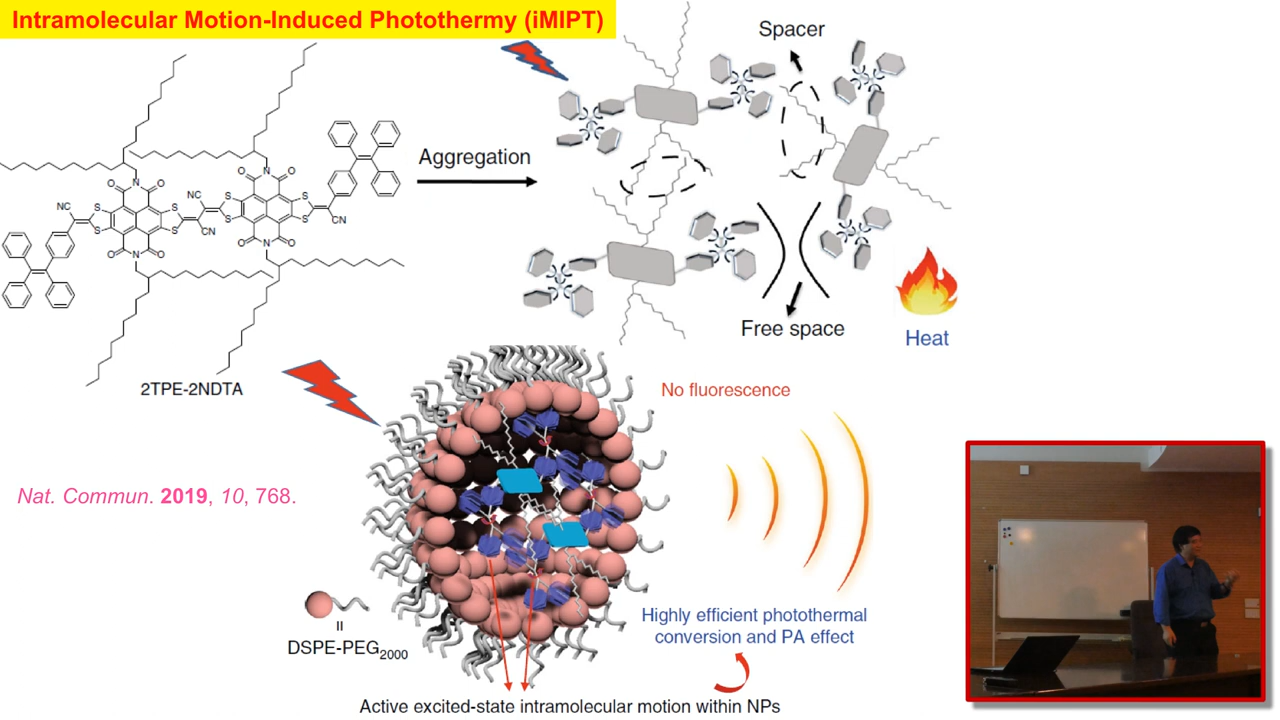 Intramolecular Motion-Induced Photothermy (iMIPT)
Spacer
Aggregation
N
O
O
O
O
N
S
S
S
S
NC
CN
NC
CN
N
O
O
O
O
N
S
S
S
S
2TPE-2NDTA
Free space
Heat
No fluorescence
Nat. Commun. 2019, 10, 768.
Highly efficient photothermal
conversion and PA effect
=
DSPE-PEG2000
Active excited-state intramolecular motion within NPs